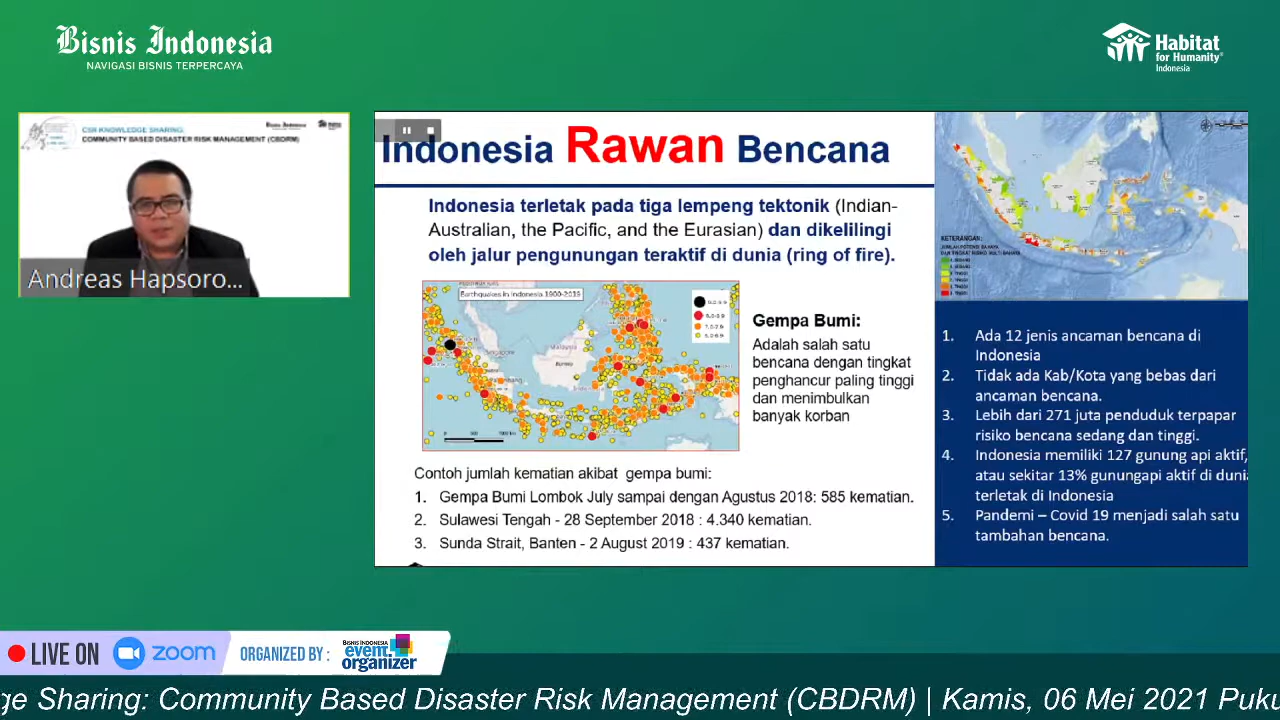 Bisnis Indonesia
NAVIGASI BISNIS TERPERCAYA
Habitat
for Humanity®
Indonesia
CSR KNOWLEDGE SHARING:
COMMUNITY BASED DISASTER RISK MANAGEMENT (CBDRM)
Andreas Hapsoro...
Indonesia Rawan Bencana
Indonesia terletak pada tiga lempeng tektonik (Indian-
Australian, the Pacific, and the Eurasian) dan dikelilingi
oleh jalur pengunungan teraktif di dunia (ring of fire).
Earthquakes in Indonesia 1900-2019
Malaysia
Singapore
Gempa Bumi:
Adalah salah satu
bencana dengan tingkat
penghancur paling tinggi
dan menimbulkan
banyak korban
Contoh jumlah kematian akibat gempa bumi:
1. Gempa Bumi Lombok July sampai dengan Agustus 2018: 585 kematian.
2. Sulawesi Tengah - 28 September 2018 : 4.340 kematian.
3. Sunda Strait, Banten - 2 August 2019 : 437 kematian.
KETERANGAN:
1. Ada 12 jenis ancaman bencana di
Indonesia
2. Tidak ada Kab/Kota yang bebas dari
ancaman bencana.
3. Lebih dari 271 juta penduduk terpapar
risiko bencana sedang dan tinggi.
4. Indonesia memiliki 127 gunung api aktif,
atau sekitar 13% gunungapi aktif di dunia
terletak di Indonesia
5. Pandemi – Covid 19 menjadi salah satu
tambahan bencana.
LIVE ON zoom ORGANIZED BY :
BISNIS INDONESIA
event
organizer
ge Sharing: Community Based Disaster Risk Management (CBDRM) | Kamis, 06 Mei 2021 Puku